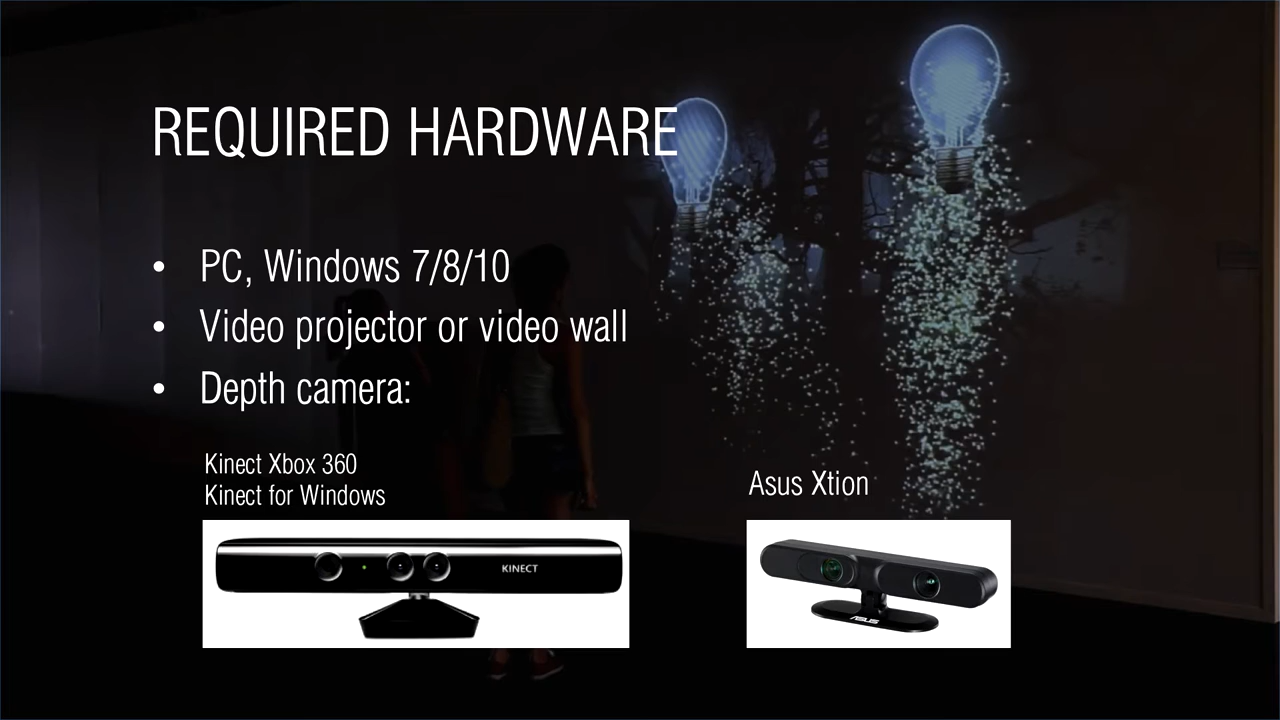 REQUIRED HARDWARE
• PC, Windows 7/8/10
• Video projector or video wall
• Depth camera:
Kinect Xbox 360
Kinect for Windows
Asus Xtion
KINECT
ASUS